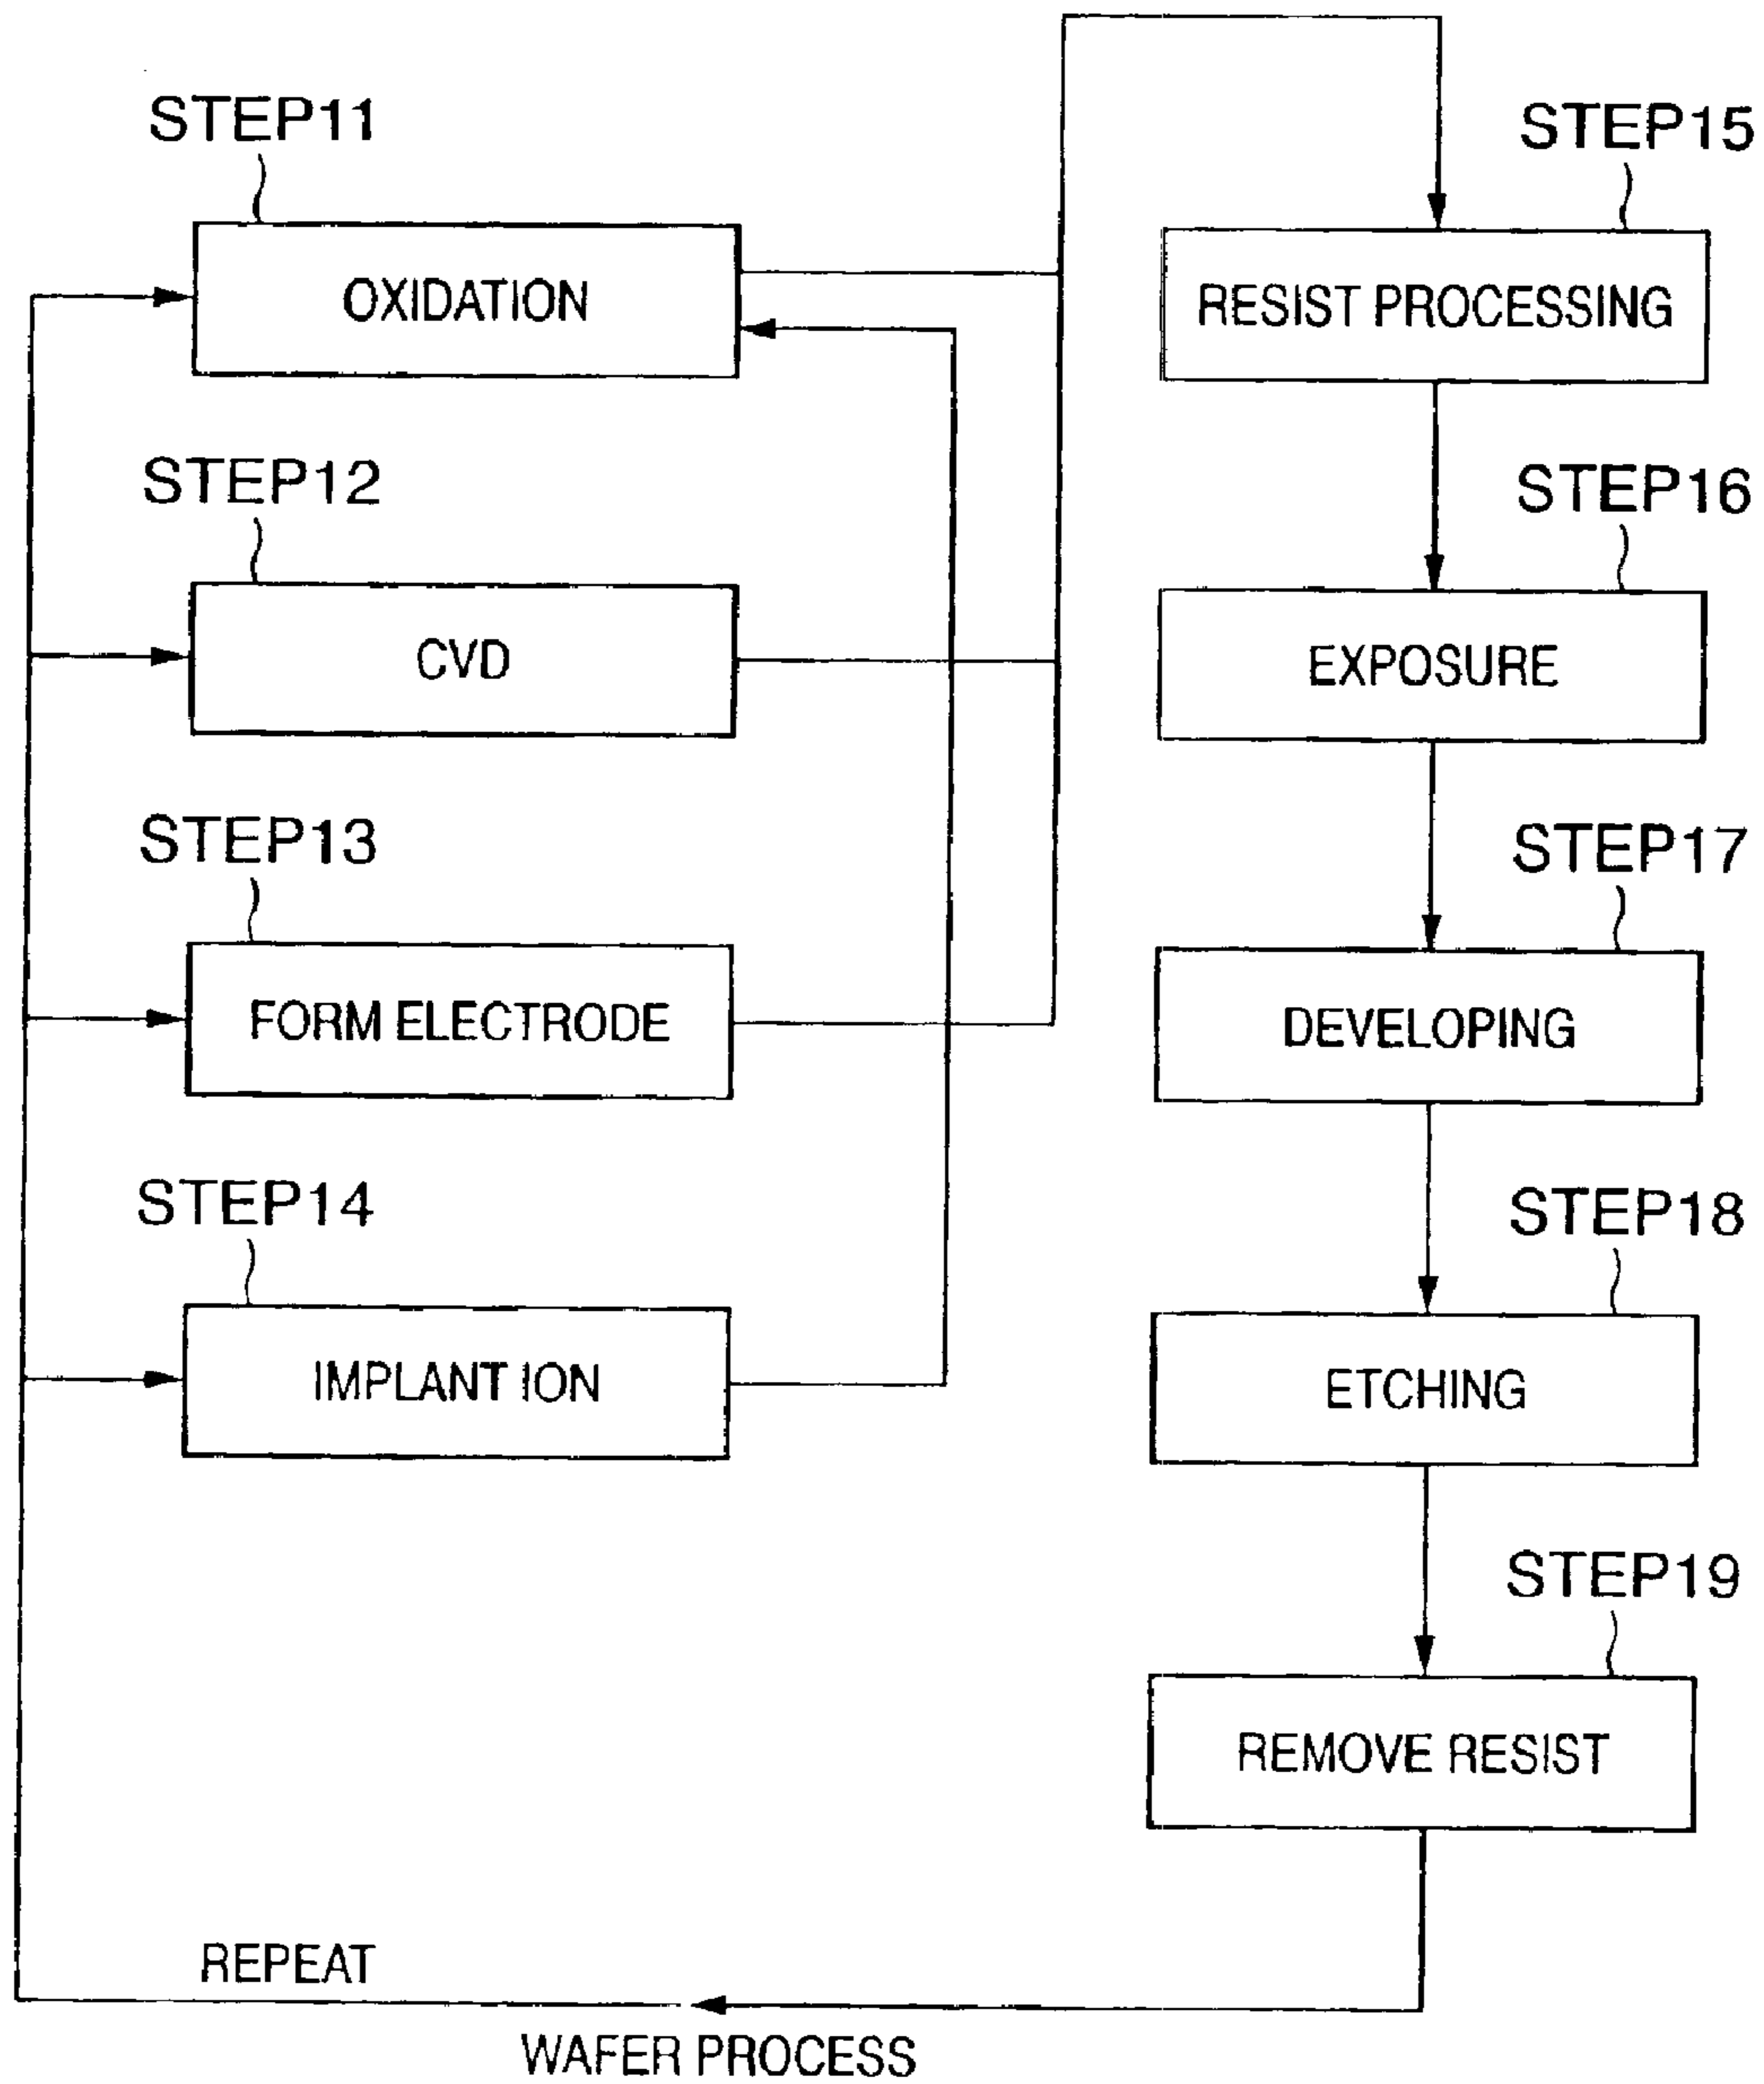 STEP11
OXIDATION
STEP12
CVD
STEP13
FORM ELECTRODE
STEP14
IMPLANT ION
STEP15
RESIST PROCESSING
STEP16
EXPOSURE
STEP17
DEVELOPING
STEP18
ETCHING
STEP19
REMOVE RESIST
REPEAT
WAFER PROCESS